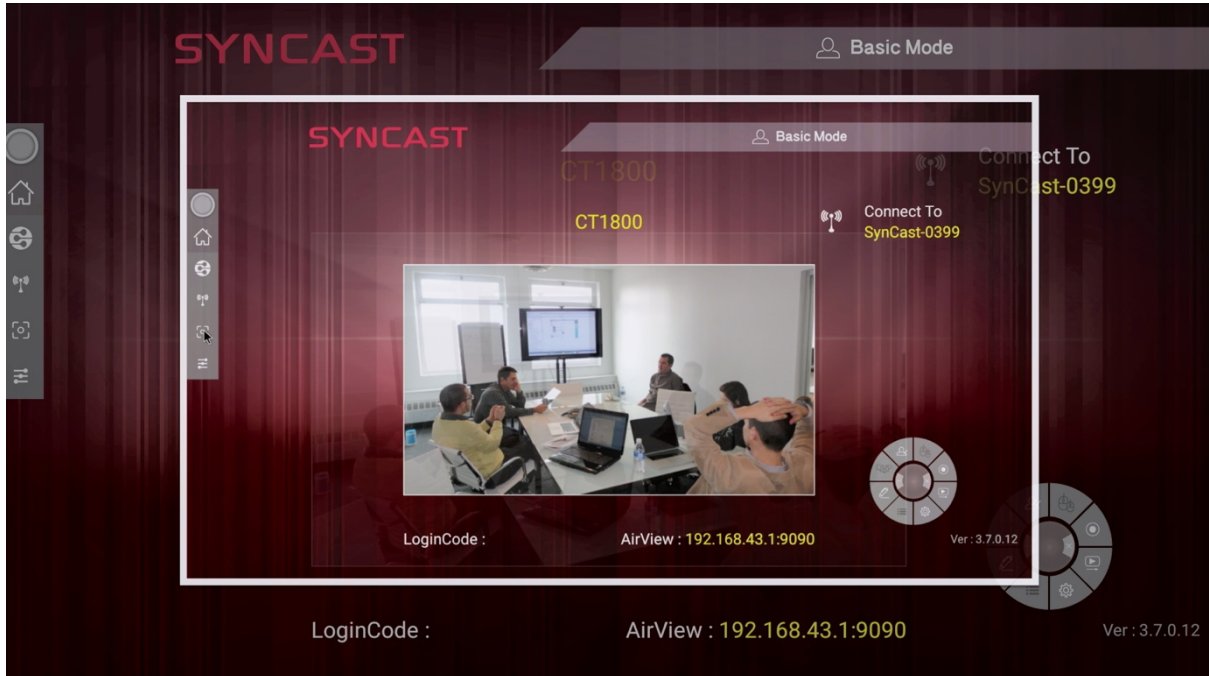 SYNCAST
Basic Mode
SYNCAST
Basic Mode
CT1800
Connect To
SynCast-0399
CT1800
Connect To
SynCast-0399
LoginCode :
AirView : 192.168.43.1:9090
Ver : 3.7.0.12
LoginCode :
AirView : 192.168.43.1:9090
Ver : 3.7.0.12